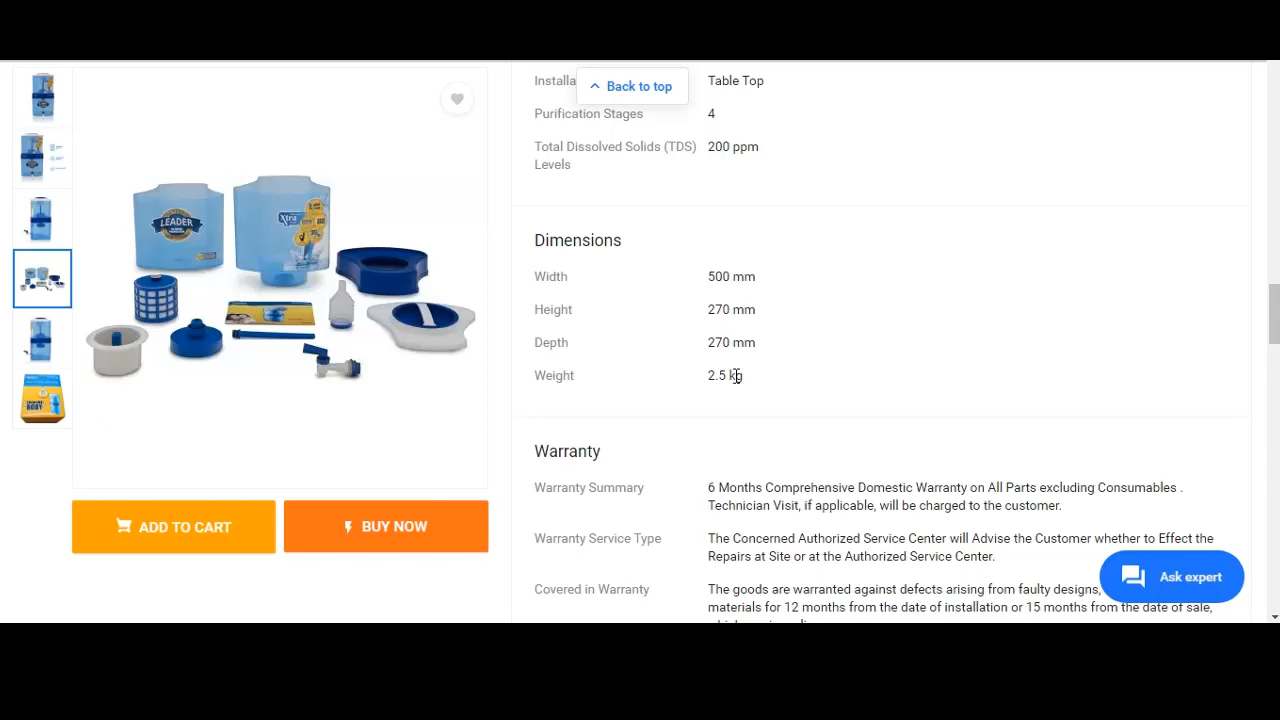 Installa
Back to top
Table Top
Purification Stages
4
Total Dissolved Solids (TDS)
Levels
200 ppm
LEADER
Xtra
Dimensions
Width
500 mm
Height
270 mm
Depth
270 mm
Weight
2.5 kg
Warranty
Warranty Summary
6 Months Comprehensive Domestic Warranty on All Parts excluding Consumables .
Technician Visit, if applicable, will be charged to the customer.
Warranty Service Type
The Concerned Authorized Service Center will Advise the Customer whether to Effect the
Repairs at Site or at the Authorized Service Center.
Covered in Warranty
The goods are warranted against defects arising from faulty designs,
materials for 12 months from the date of installation or 15 months from the date of sale,
ADD TO CART
BUY NOW
Ask expert